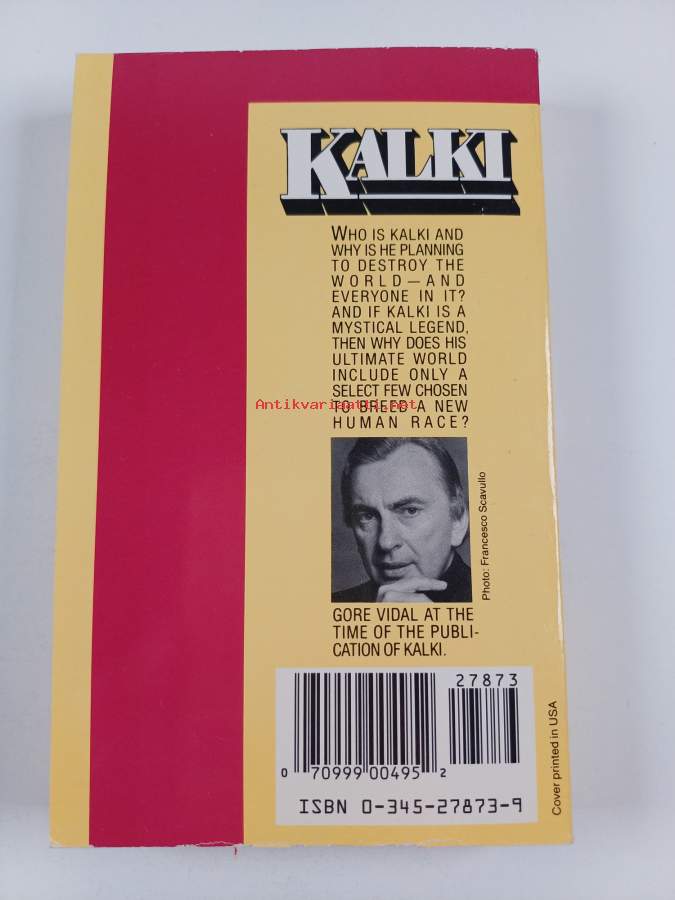 KALKI
WHO IS KALKI AND
WHY IS HE PLANNING
TO DESTROY THE
WORLD—AND
EVERYONE IN IT?
AND IF KALKI IS A
MYSTICAL LEGEND,
THEN WHY DOES HIS
ULTIMATE WORLD
INCLUDE ONLY A
SELECT FEW CHOSEN
Antikvariaatti.net
TO BREED A NEW
HUMAN RACE?
Photo: Francesco Scavullo
GORE VIDAL AT THE
TIME OF THE PUBLI-
CATION OF KALKI.
27873
0 70999 00495 2
ISBN 0-345-27873-9
Cover printed in USA